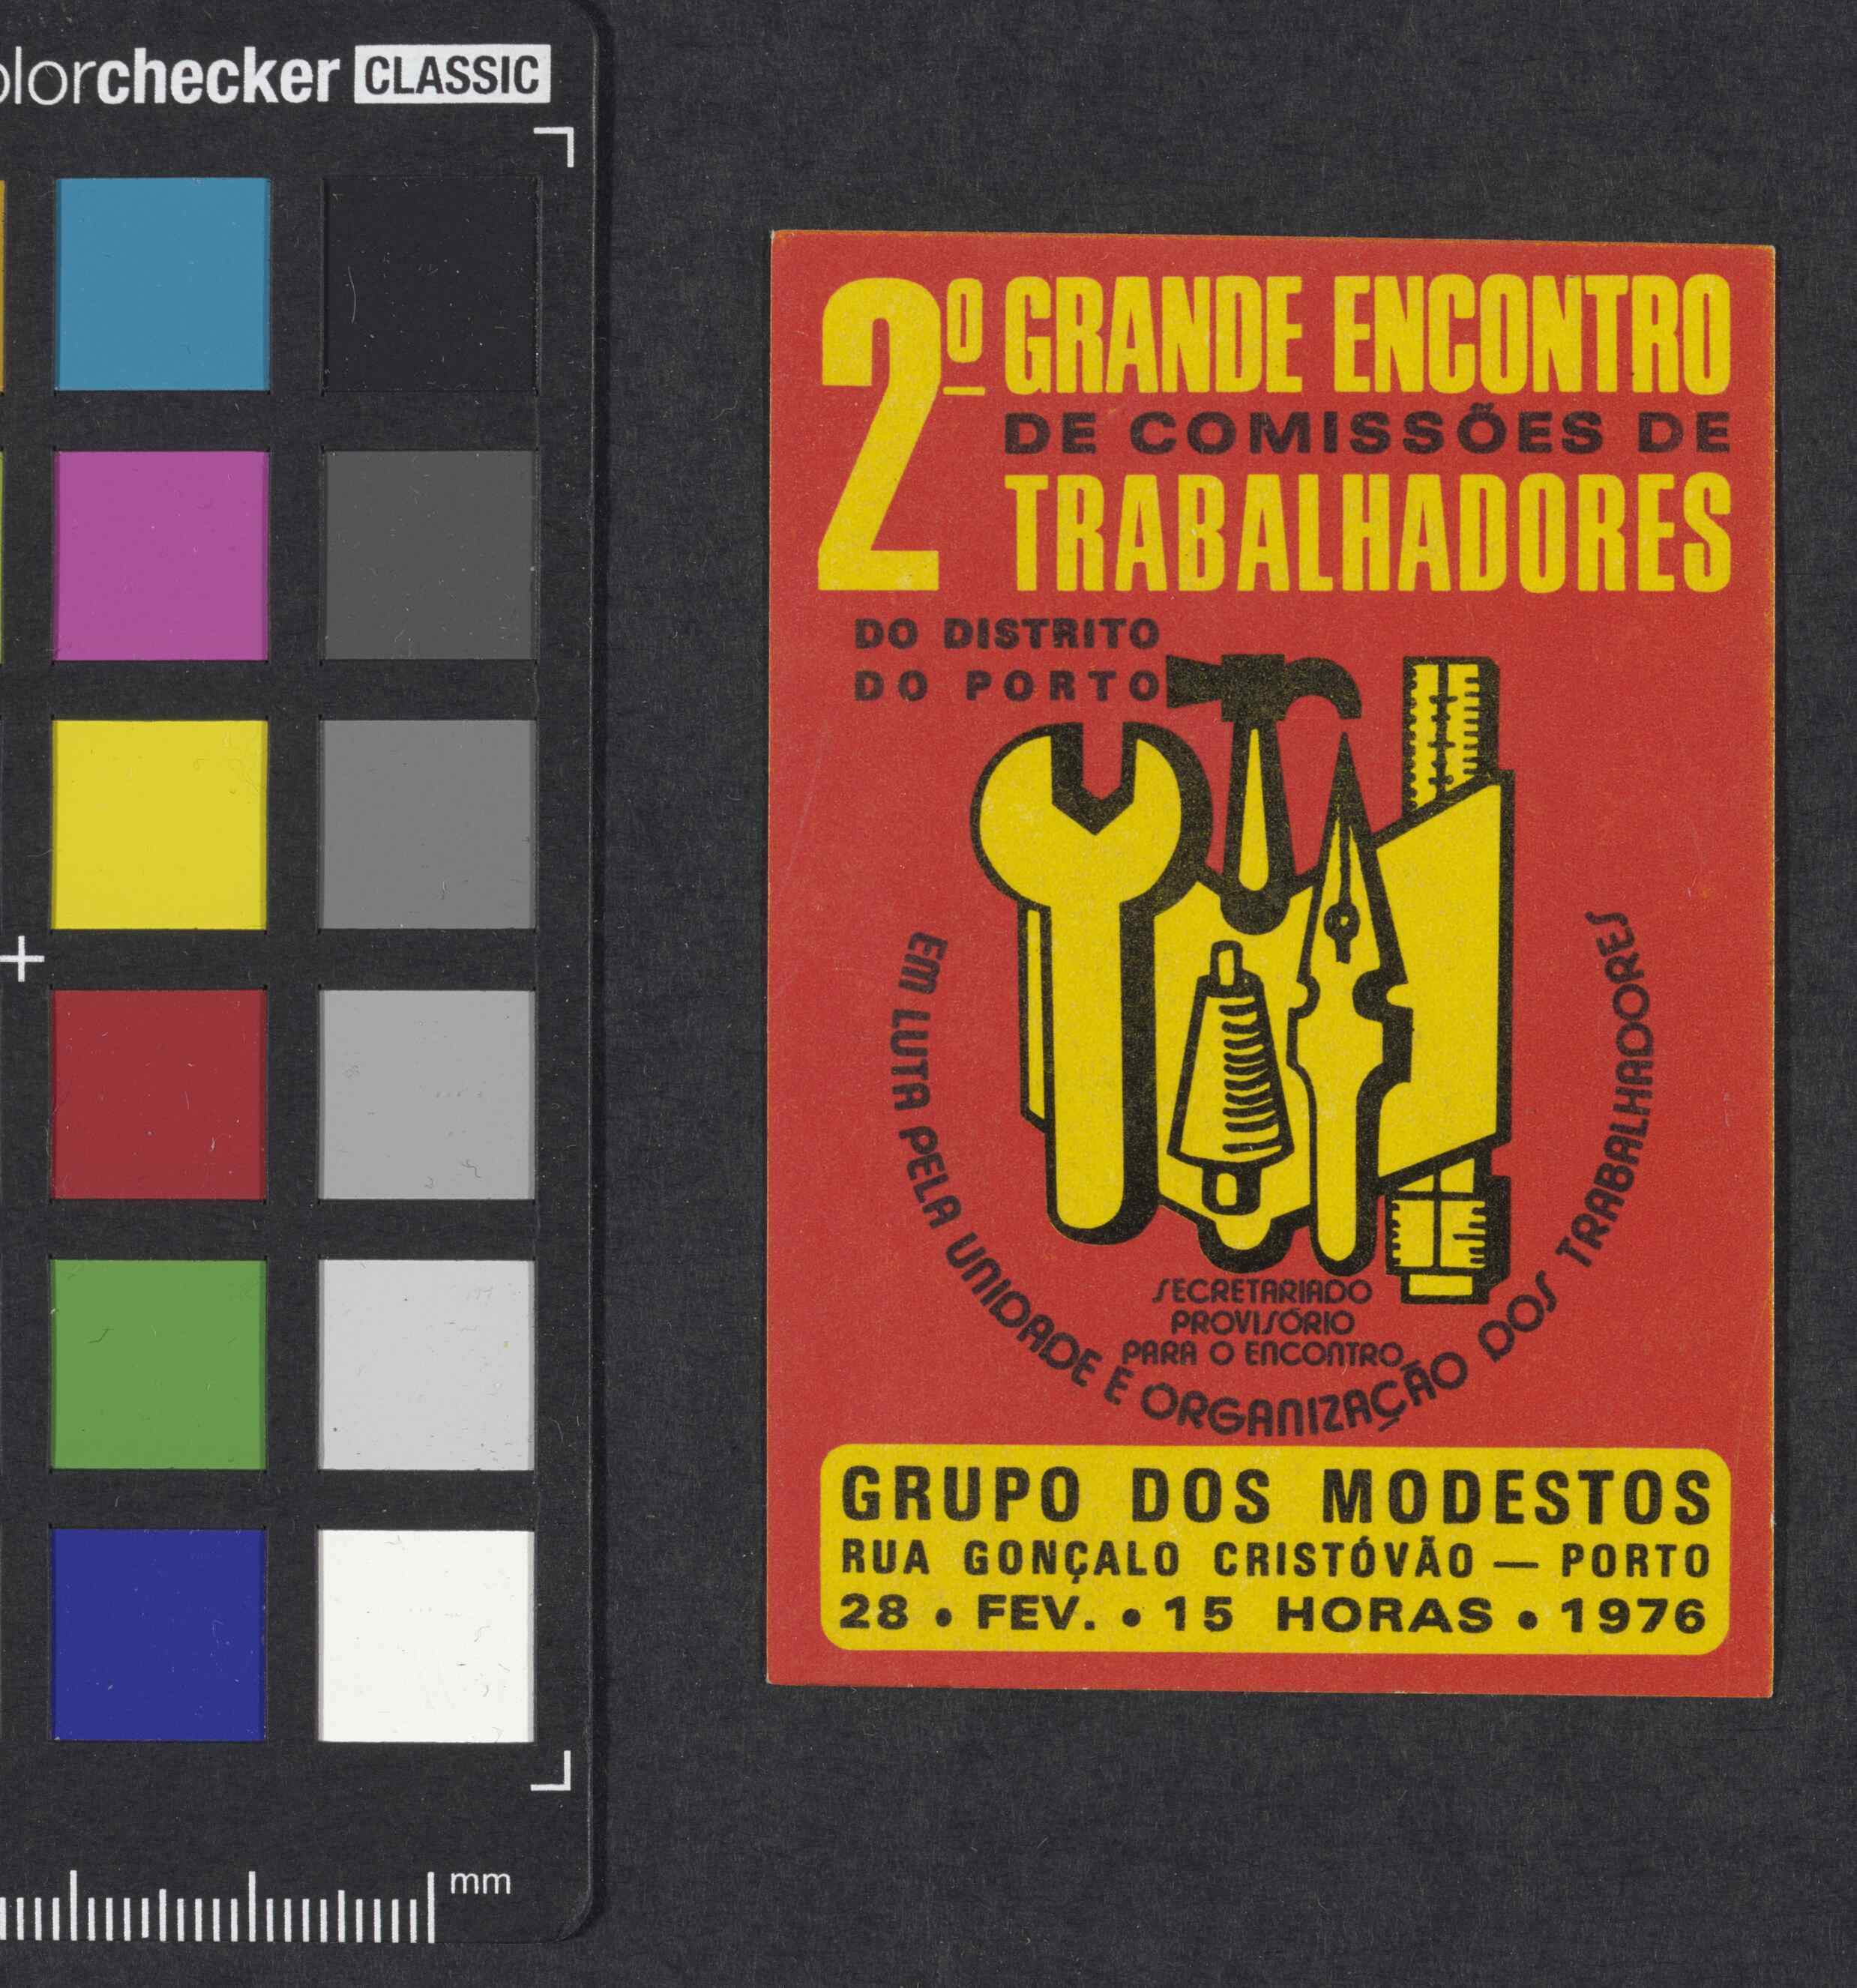 colorchecker CLASSIC
mm
2º GRANDE ENCONTRO
DE COMISSÕES DE
TRABALHADORES
DO DISTRITO
DO PORTO
EM LUTA PELA UNIDADE E ORGANIZAÇÃO DOS TRABALHADORES
SECRETARIADO
PROVISÓRIO
PARA O ENCONTRO
GRUPO DOS MODESTOS
RUA GONÇALO CRISTÓVÃO — PORTO
28 • FEV. • 15 HORAS • 1976